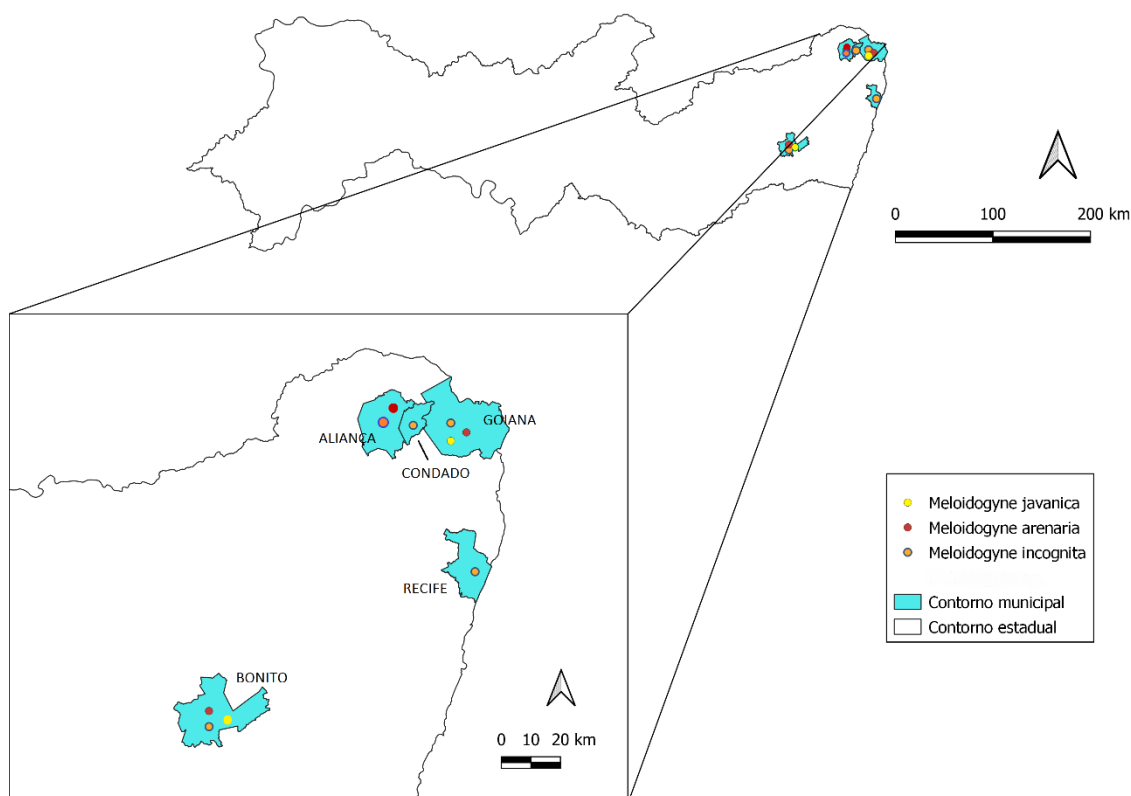 0 100 200 km
ALIANÇA
GOIANA
CONDADO
RECIFE
BONITO
0 10 20 km
Meloidogyne javanica
Meloidogyne arenaria
Meloidogyne incognita
Contorno municipal
Contorno estadual